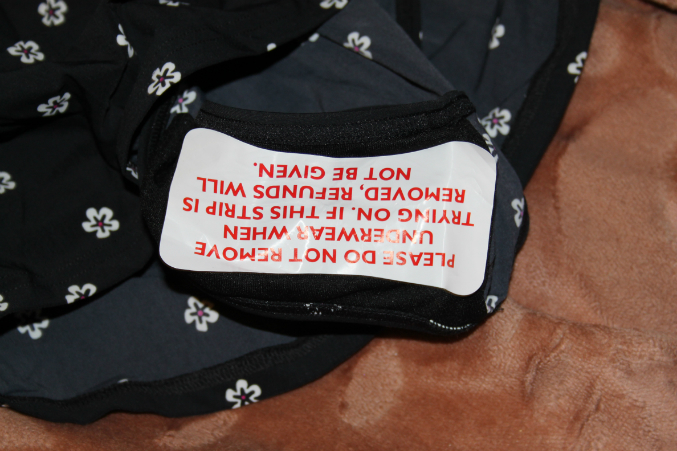 PLEASE DO NOT REMOVE
UNDERWEAR WHEN
TRYING ON. IF THIS STRIP IS
REMOVED, REFUNDS WILL
NOT BE GIVEN.